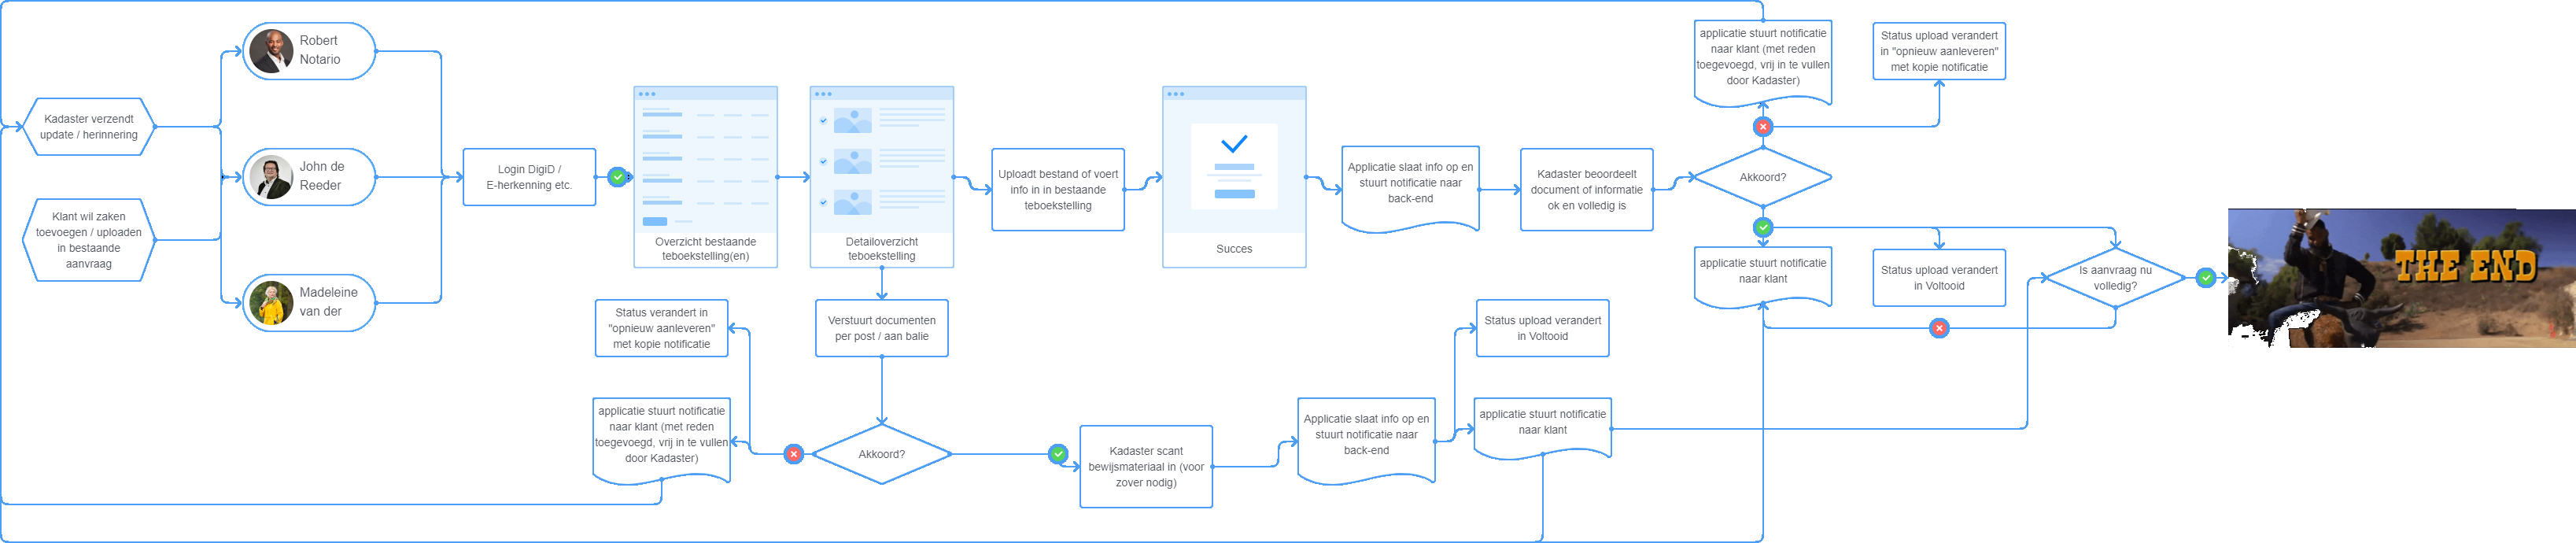 Kadaster verzendt
update / herinnering
Klant wil zaken
toevoegen / uploaden
in bestaande
aanvraag
Robert
Notario
John de
Reeder
Madeleine
van der
Login DigiD /
E-herkenning etc.
Overzicht bestaande
teboekstelling(en)
Detailoverzicht
teboekstelling
Uploadt bestand of voert
info in in bestaande
teboekstelling
Succes
Applicatie slaat info op en
stuurt notificatie naar
back-end
Kadaster beoordeelt
document of informatie
ok en volledig is
Akkoord?
applicatie stuurt notificatie
naar klant (met reden
toegevoegd, vrij in te vullen
door Kadaster)
Status upload verandert
in "opnieuw aanleveren"
met kopie notificatie
applicatie stuurt notificatie
naar klant
Status upload verandert
in Voltooid
Is aanvraag nu
volledig?
THE END
Verstuurt documenten
per post / aan balie
Status verandert in
"opnieuw aanleveren"
met kopie notificatie
applicatie stuurt notificatie
naar klant (met reden
toegevoegd, vrij in te vullen
door Kadaster)
Akkoord?
Kadaster scant
bewijsmateriaal in (voor
zover nodig)
Applicatie slaat info op en
stuurt notificatie naar
back-end
Status upload verandert
in Voltooid
applicatie stuurt notificatie
naar klant